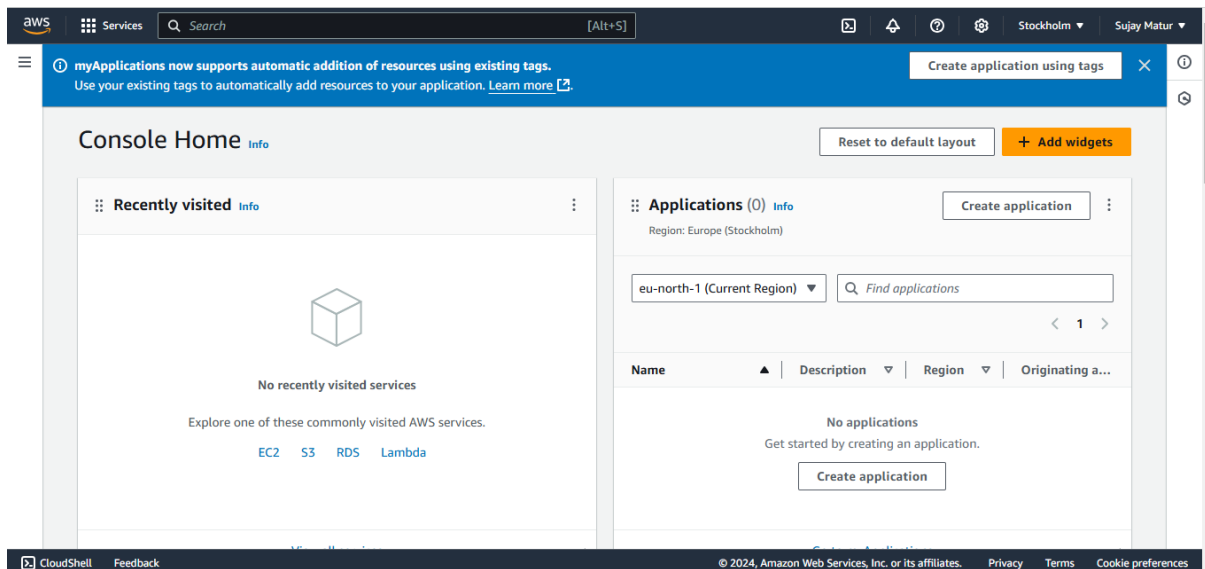 aws Services Search [Alt+S] Stockholm ▼ Sujay Matur ▼
myApplications now supports automatic addition of resources using existing tags.
Use your existing tags to automatically add resources to your application. Learn more.
Create application using tags
Console Home Info
Reset to default layout
+ Add widgets
Recently visited Info
No recently visited services
Explore one of these commonly visited AWS services.
EC2 S3 RDS Lambda
Applications (0) Info
Region: Europe (Stockholm)
Create application
eu-north-1 (Current Region) ▼
Find applications
< 1 >
Name Description Region Originating a...
No applications
Get started by creating an application.
Create application
CloudShell Feedback © 2024, Amazon Web Services, Inc. or its affiliates. Privacy Terms Cookie preferences